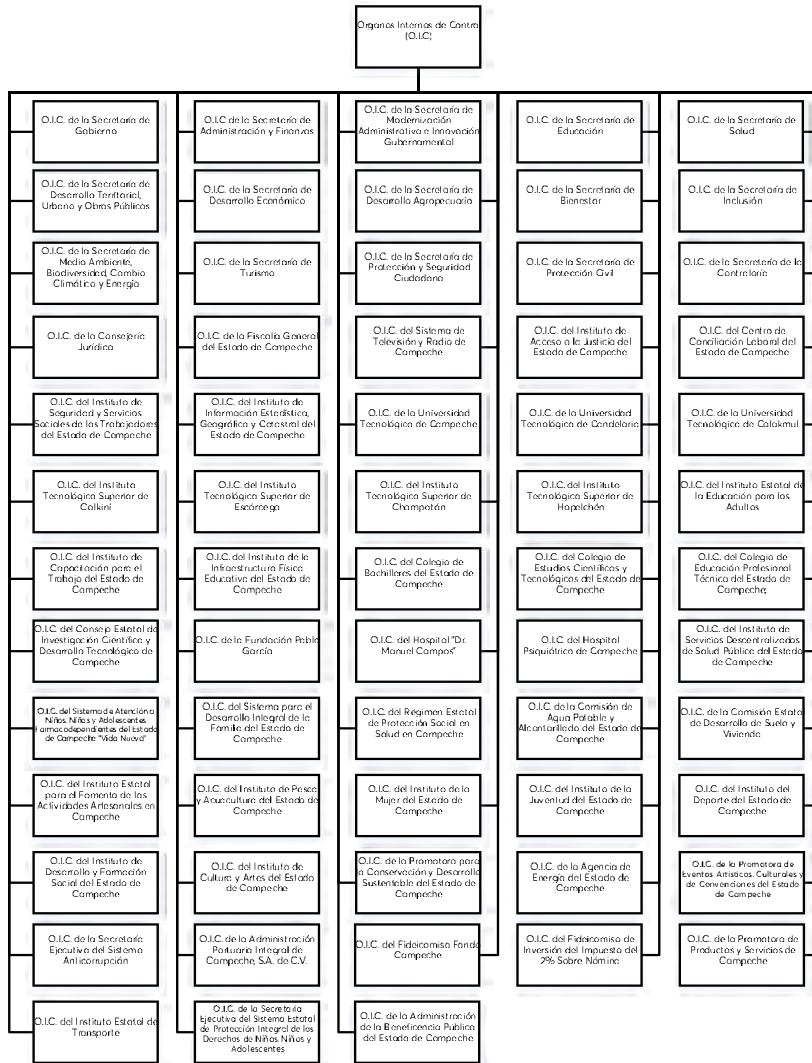 Organos Internos de Contro
(O.I.C)
O.I.C. de la Secretaría de
Gobierno
O.I.C de la Secretaría de
Administración y Finanzas
O.I.C. de la Secretaría de
Modernización
Administrativa e Innovación
Gubernamental
O.I.C. de la Secretaría de
Educación
O.I.C. de la Secretaría de
Salud
O.I.C. de la Secretaría de
Desarrollo Territorial,
Urbano y Obras Públicas
O.I.C. de la Secretaría de
Desarrollo Económico
O.I.C. de la Secretaría de
Desarrollo Agropecuario
O.I.C. de la Secretaría de
Bienestar
O.I.C. de la Secretaría de
Inclusión
O.I.C. de la Secretaría de
Medio Ambiente,
Biodiversidad, Cambio
Climático y Energía
O.I.C. de la Secretaría de
Turismo
O.I.C. de la Secretaría de
Protección y Seguridad
Ciudadana
O.I.C. de la Secretaría de
Protección Civil
O.I.C. de la Secretaría de la
Contraloría
O.I.C. de la Consejería
Jurídica
O.I.C. de la Fiscalía General
del Estado de Campeche
O.I.C. del Sistema de
Televisión y Radio de
Campeche
O.I.C. del Instituto de
Acceso a la Justicia del
Estado de Campeche
O.I.C. del Centro de
Conciliación Laboral del
Estado de Campeche
O.I.C. del Instituto de
Seguridad y Servicios
Sociales de los Trabajadores
del Estado de Campeche
O.I.C. del Instituto de
Información Estadística,
Geográfica y Catastral del
Estado de Campeche
O.I.C. de la Universidad
Tecnológica de Campeche
O.I.C. de la Universidad
Tecnológica de Candelaria
O.I.C. de la Universidad
Tecnológica de Calakmul
O.I.C. del Instituto
Tecnológico Superior de
Calkiní
O.I.C. del Instituto
Tecnológico Superior de
Escárcega
O.I.C. del Instituto
Tecnológico Superior de
Champotón
O.I.C. del Instituto
Tecnológico Superior de
Hopelchén
O.I.C. del Instituto Estatal de
la Educación para los
Adultos
O.I.C. del Instituto de
Capacitación para el
Trabajo del Estado de
Campeche
O.I.C. del Instituto de la
Infraestructura Física
Educativa del Estado de
Campeche
O.I.C. del Colegio de
Bachilleres del Estado de
Campeche
O.I.C. del Colegio de
Estudios Científicos y
Tecnológicos del Estado de
Campeche
O.I.C. del Colegio de
Educación Profesional
Técnica del Estado de
Campeche;
O.I.C. del Consejo Estatal de
Investigación Científica y
Desarrollo Tecnológico de
Campeche
O.I.C. de la Fundación Pablo
García
O.I.C. del Hospital "Dr.
Manuel Campos"
O.I.C. del Hospital
Psiquiátrico de Campeche
O.I.C. del Instituto de
Servicios Descentralizados
de Salud Pública del Estado
de Campeche
O.I.C. del Sistema de Atención a
Niñas, Niños y Adolescentes
Farmacodependientes del Estado
de Campeche "Vida Nueva"
O.I.C. del Sistema para el
Desarrollo Integral de la
Familia del Estado de
Campeche
O.I.C. del Régimen Estatal
de Protección Social en
Salud en Campeche
O.I.C. de la Comisión de
Agua Potable y
Alcantarillado del Estado de
Campeche
O.I.C. de la Comisión Estatal
de Desarrollo de Suelo y
Vivienda
O.I.C. del Instituto Estatal
para el Fomento de las
Actividades Artesanales en
Campeche
O.I.C. del Instituto de Pesca
y Acuacultura del Estado de
Campeche
O.I.C. del Instituto de la
Mujer del Estado de
Campeche
O.I.C. del Instituto de la
Juventud del Estado de
Campeche
O.I.C. del Instituto del
Deporte del Estado de
Campeche
O.I.C. del Instituto de
Desarrollo y Formación
Social del Estado de
Campeche
O.I.C. del Instituto de
Cultura y Artes del Estado
de Campeche
O.I.C. de la Promotora para
la Conservación y Desarrollo
Sustentable del Estado de
Campeche
O.I.C. de la Agencia de
Energía del Estado de
Campeche
O.I.C. de la Promotora de
Eventos Artísticos, Culturales y
de Convenciones del Estado
de Campeche
O.I.C. de la Secretaría
Ejecutiva del Sistema
Anticorrupción
O.I.C. de la Administración
Portuaria Integral de
Campeche, S.A. de C.V.
O.I.C. del Fideicomiso Fondo
Campeche
O.I.C. del Fideicomiso de
Inversión del Impuesto del
2% Sobre Nómina
O.I.C. de la Promotora de
Productos y Servicios de
Campeche
O.I.C. del Instituto Estatal de
Transporte
O.I.C. de la Secretaría
Ejecutiva del Sistema Estatal
de Protección Integral de los
Derechos de Niñas, Niños y
Adolescentes
O.I.C. de la Administración
de la Beneficencia Pública
del Estado de Campeche